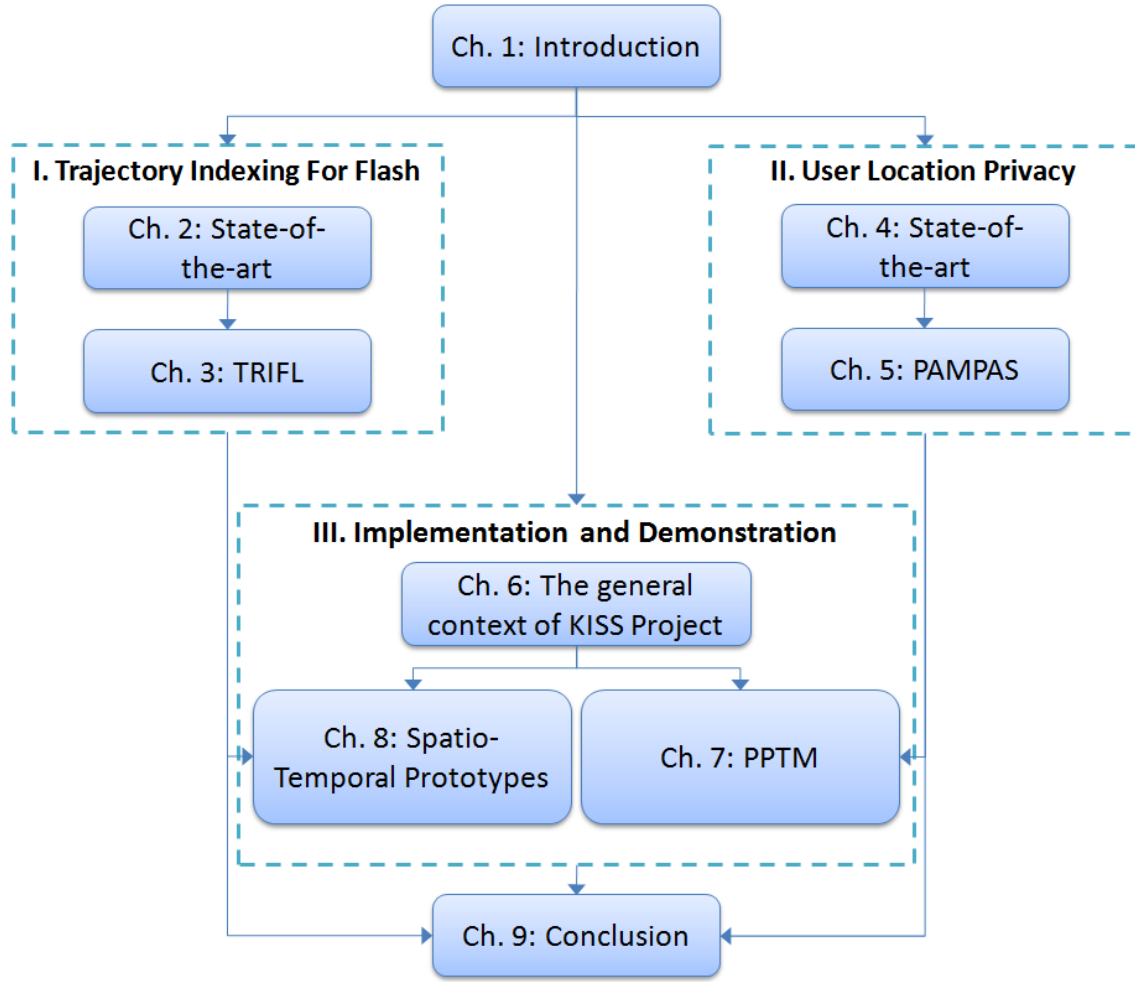 Ch. 1: Introduction
I. Trajectory Indexing For Flash
Ch. 2: State-of-
the-art
Ch. 3: TRIFL
II. User Location Privacy
Ch. 4: State-of-
the-art
Ch. 5: PAMPAS
III. Implementation and Demonstration
Ch. 6: The general
context of KISS Project
Ch. 8: Spatio-
Temporal Prototypes
Ch. 7: PPTM
Ch. 9: Conclusion